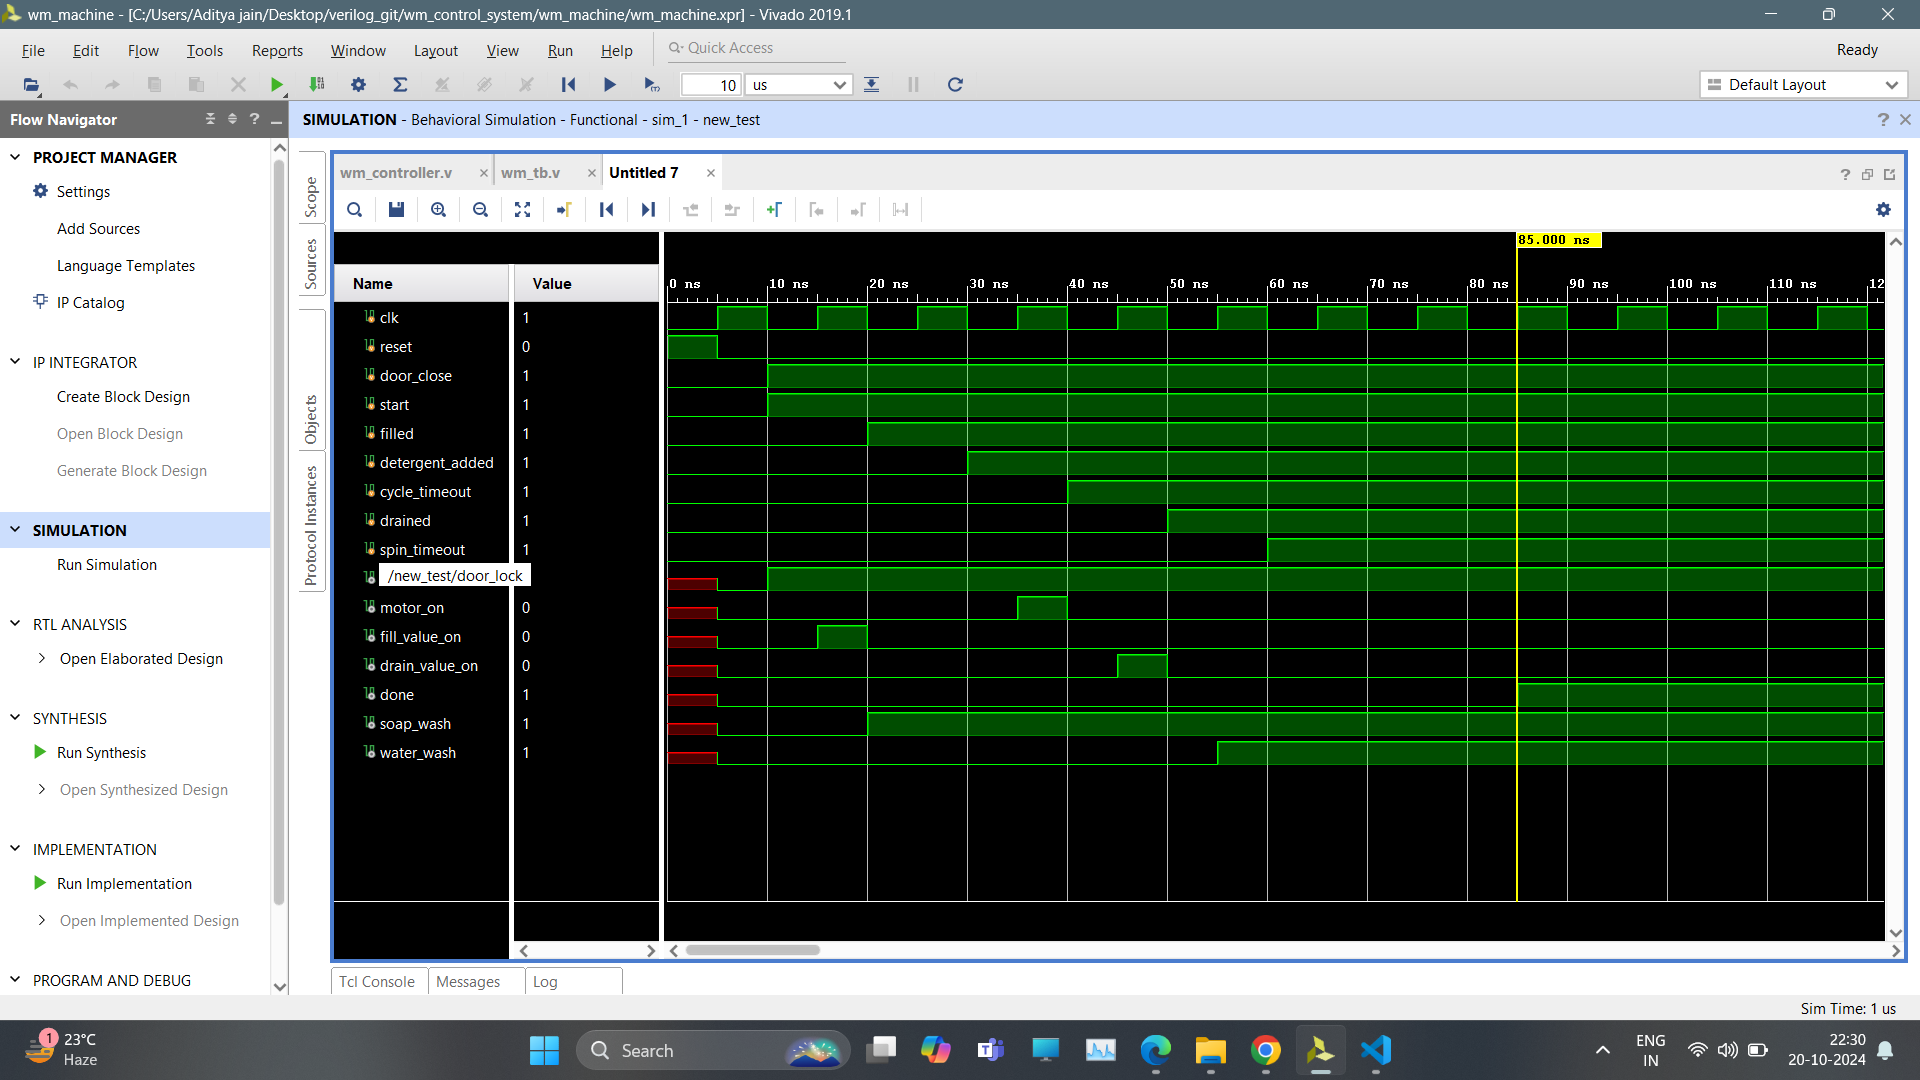 wm_machine - [C:/Users/Aditya jain/Desktop/verilog_git/wm_control_system/wm_machine/wm_machine.xpr] - Vivado 2019.1
File Edit Flow Tools Reports Window Layout View Run Help Quick Access Ready
10 us Default Layout
Flow Navigator
SIMULATION - Behavioral Simulation - Functional - sim_1 - new_test
PROJECT MANAGER
Settings
Add Sources
Language Templates
IP Catalog
IP INTEGRATOR
Create Block Design
Open Block Design
Generate Block Design
SIMULATION
Run Simulation
RTL ANALYSIS
Open Elaborated Design
SYNTHESIS
Run Synthesis
Open Synthesized Design
IMPLEMENTATION
Run Implementation
Open Implemented Design
PROGRAM AND DEBUG
Scope
Sources
Objects
Protocol Instances
wm_controller.v wm_tb.v Untitled 7
85.000 ns
Name Value
0 ns 10 ns 20 ns 30 ns 40 ns 50 ns 60 ns 70 ns 80 ns 90 ns 100 ns 110 ns 12
clk 1
reset 0
door_close 1
start 1
filled 1
detergent_added 1
cycle_timeout 1
drained 1
spin_timeout 1
/new_test/door_lock
motor_on 0
fill_value_on 0
drain_value_on 0
done 1
soap_wash 1
water_wash 1
Tcl Console Messages Log
Sim Time: 1 us
1
23°C
Haze
Search
ENG
IN
22:30
20-10-2024